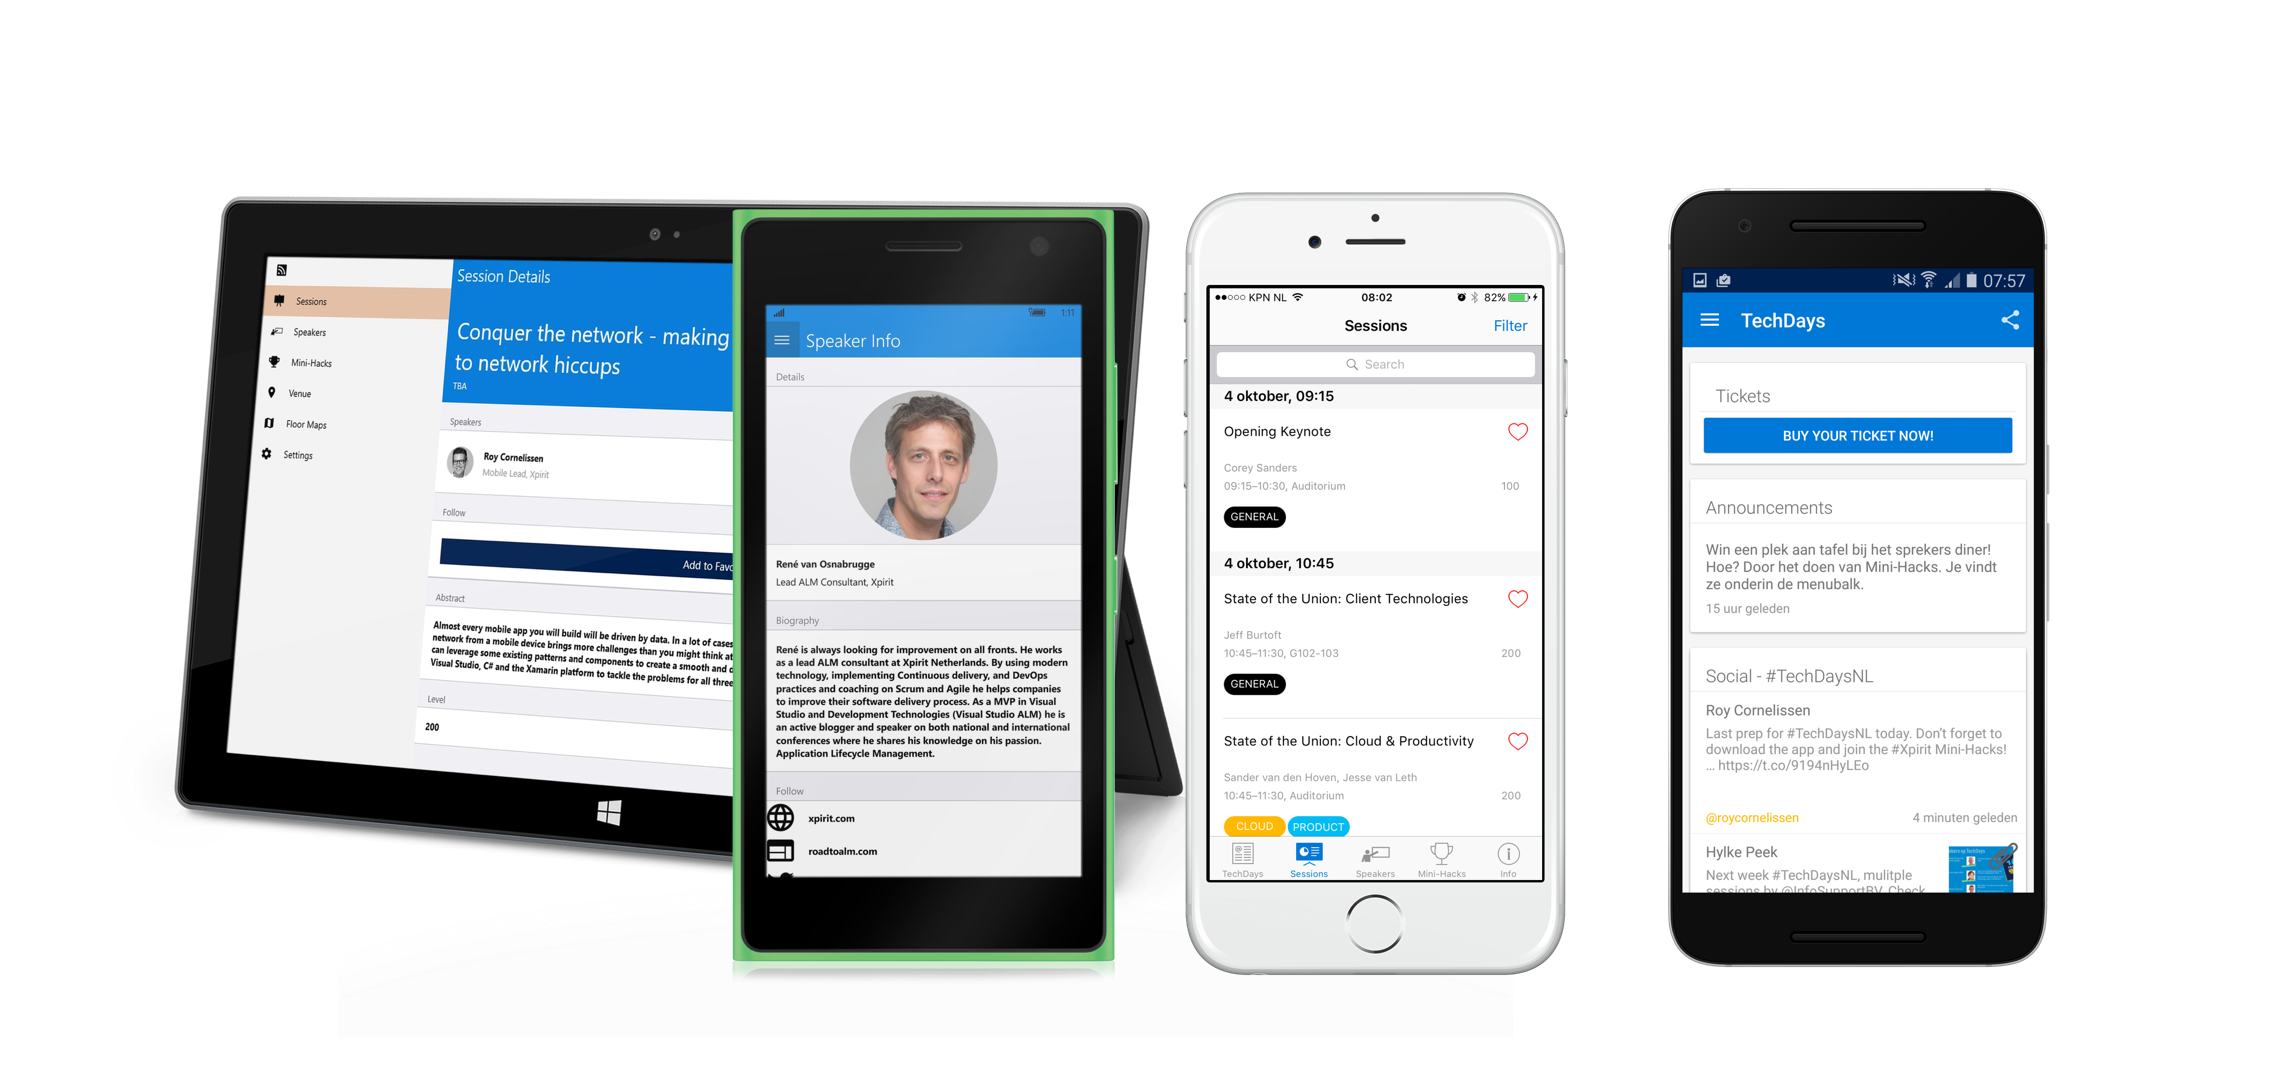 Session Details
Sessions
Speakers
Mini-Hacks
Venue
Floor Maps
Settings
Conquer the network - making
to network hiccups
TBA
Speakers
Roy Cornelissen
Mobile Lead, Xpirit
Follow
Add to Favo
Abstract
Almost every mobile app you will build will be driven by data. In a lot of cases
network from a mobile device brings more challenges than you might think at
can leverage some existing patterns and components to create a smooth and d
Visual Studio, C# and the Xamarin platform to tackle the problems for all three
Level
200
1:11
Speaker Info
Details
René van Osnabrugge
Lead ALM Consultant, Xpirit
Biography
René is always looking for improvement on all fronts. He works
as a lead ALM consultant at Xpirit Netherlands. By using modern
technology, implementing Continuous delivery, and DevOps
practices and coaching on Scrum and Agile he helps companies
to improve their software delivery process. As a MVP in Visual
Studio and Development Technologies (Visual Studio ALM) he is
an active blogger and speaker on both national and international
conferences where he shares his knowledge on his passion.
Application Lifecycle Management.
Follow
xpirit.com
roadtoalm.com
KPN NL 08:02 82%
Sessions Filter
Search
4 oktober, 09:15
Opening Keynote
Corey Sanders
09:15–10:30, Auditorium 100
GENERAL
4 oktober, 10:45
State of the Union: Client Technologies
Jeff Burtoft
10:45–11:30, G102-103 200
GENERAL
State of the Union: Cloud & Productivity
Sander van den Hoven, Jesse van Leth
10:45–11:30, Auditorium 200
CLOUD PRODUCT
TechDays Sessions Speakers Mini-Hacks Info
07:57
TechDays
Tickets
BUY YOUR TICKET NOW!
Announcements
Win een plek aan tafel bij het sprekers diner!
Hoe? Door het doen van Mini-Hacks. Je vindt
ze onderin de menubalk.
15 uur geleden
Social - #TechDaysNL
Roy Cornelissen
Last prep for #TechDaysNL today. Don't forget to
download the app and join the #Xpirit Mini-Hacks!
... https://t.co/9194nHyLEo
@roycornelissen 4 minuten geleden
Hylke Peek
Next week #TechDaysNL, mulitple
sessions by @InfoSupportBV. Check